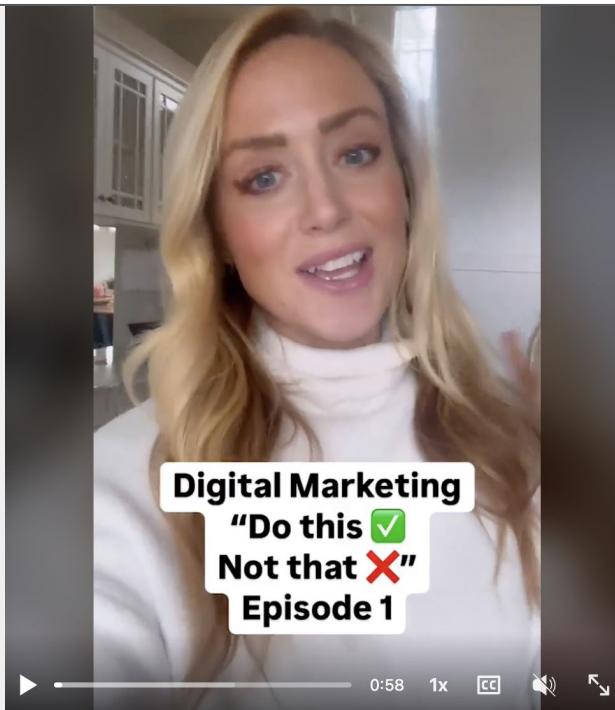 Digital Marketing
“Do this ✅
Not that ❌”
Episode 1
0:58 1x CC